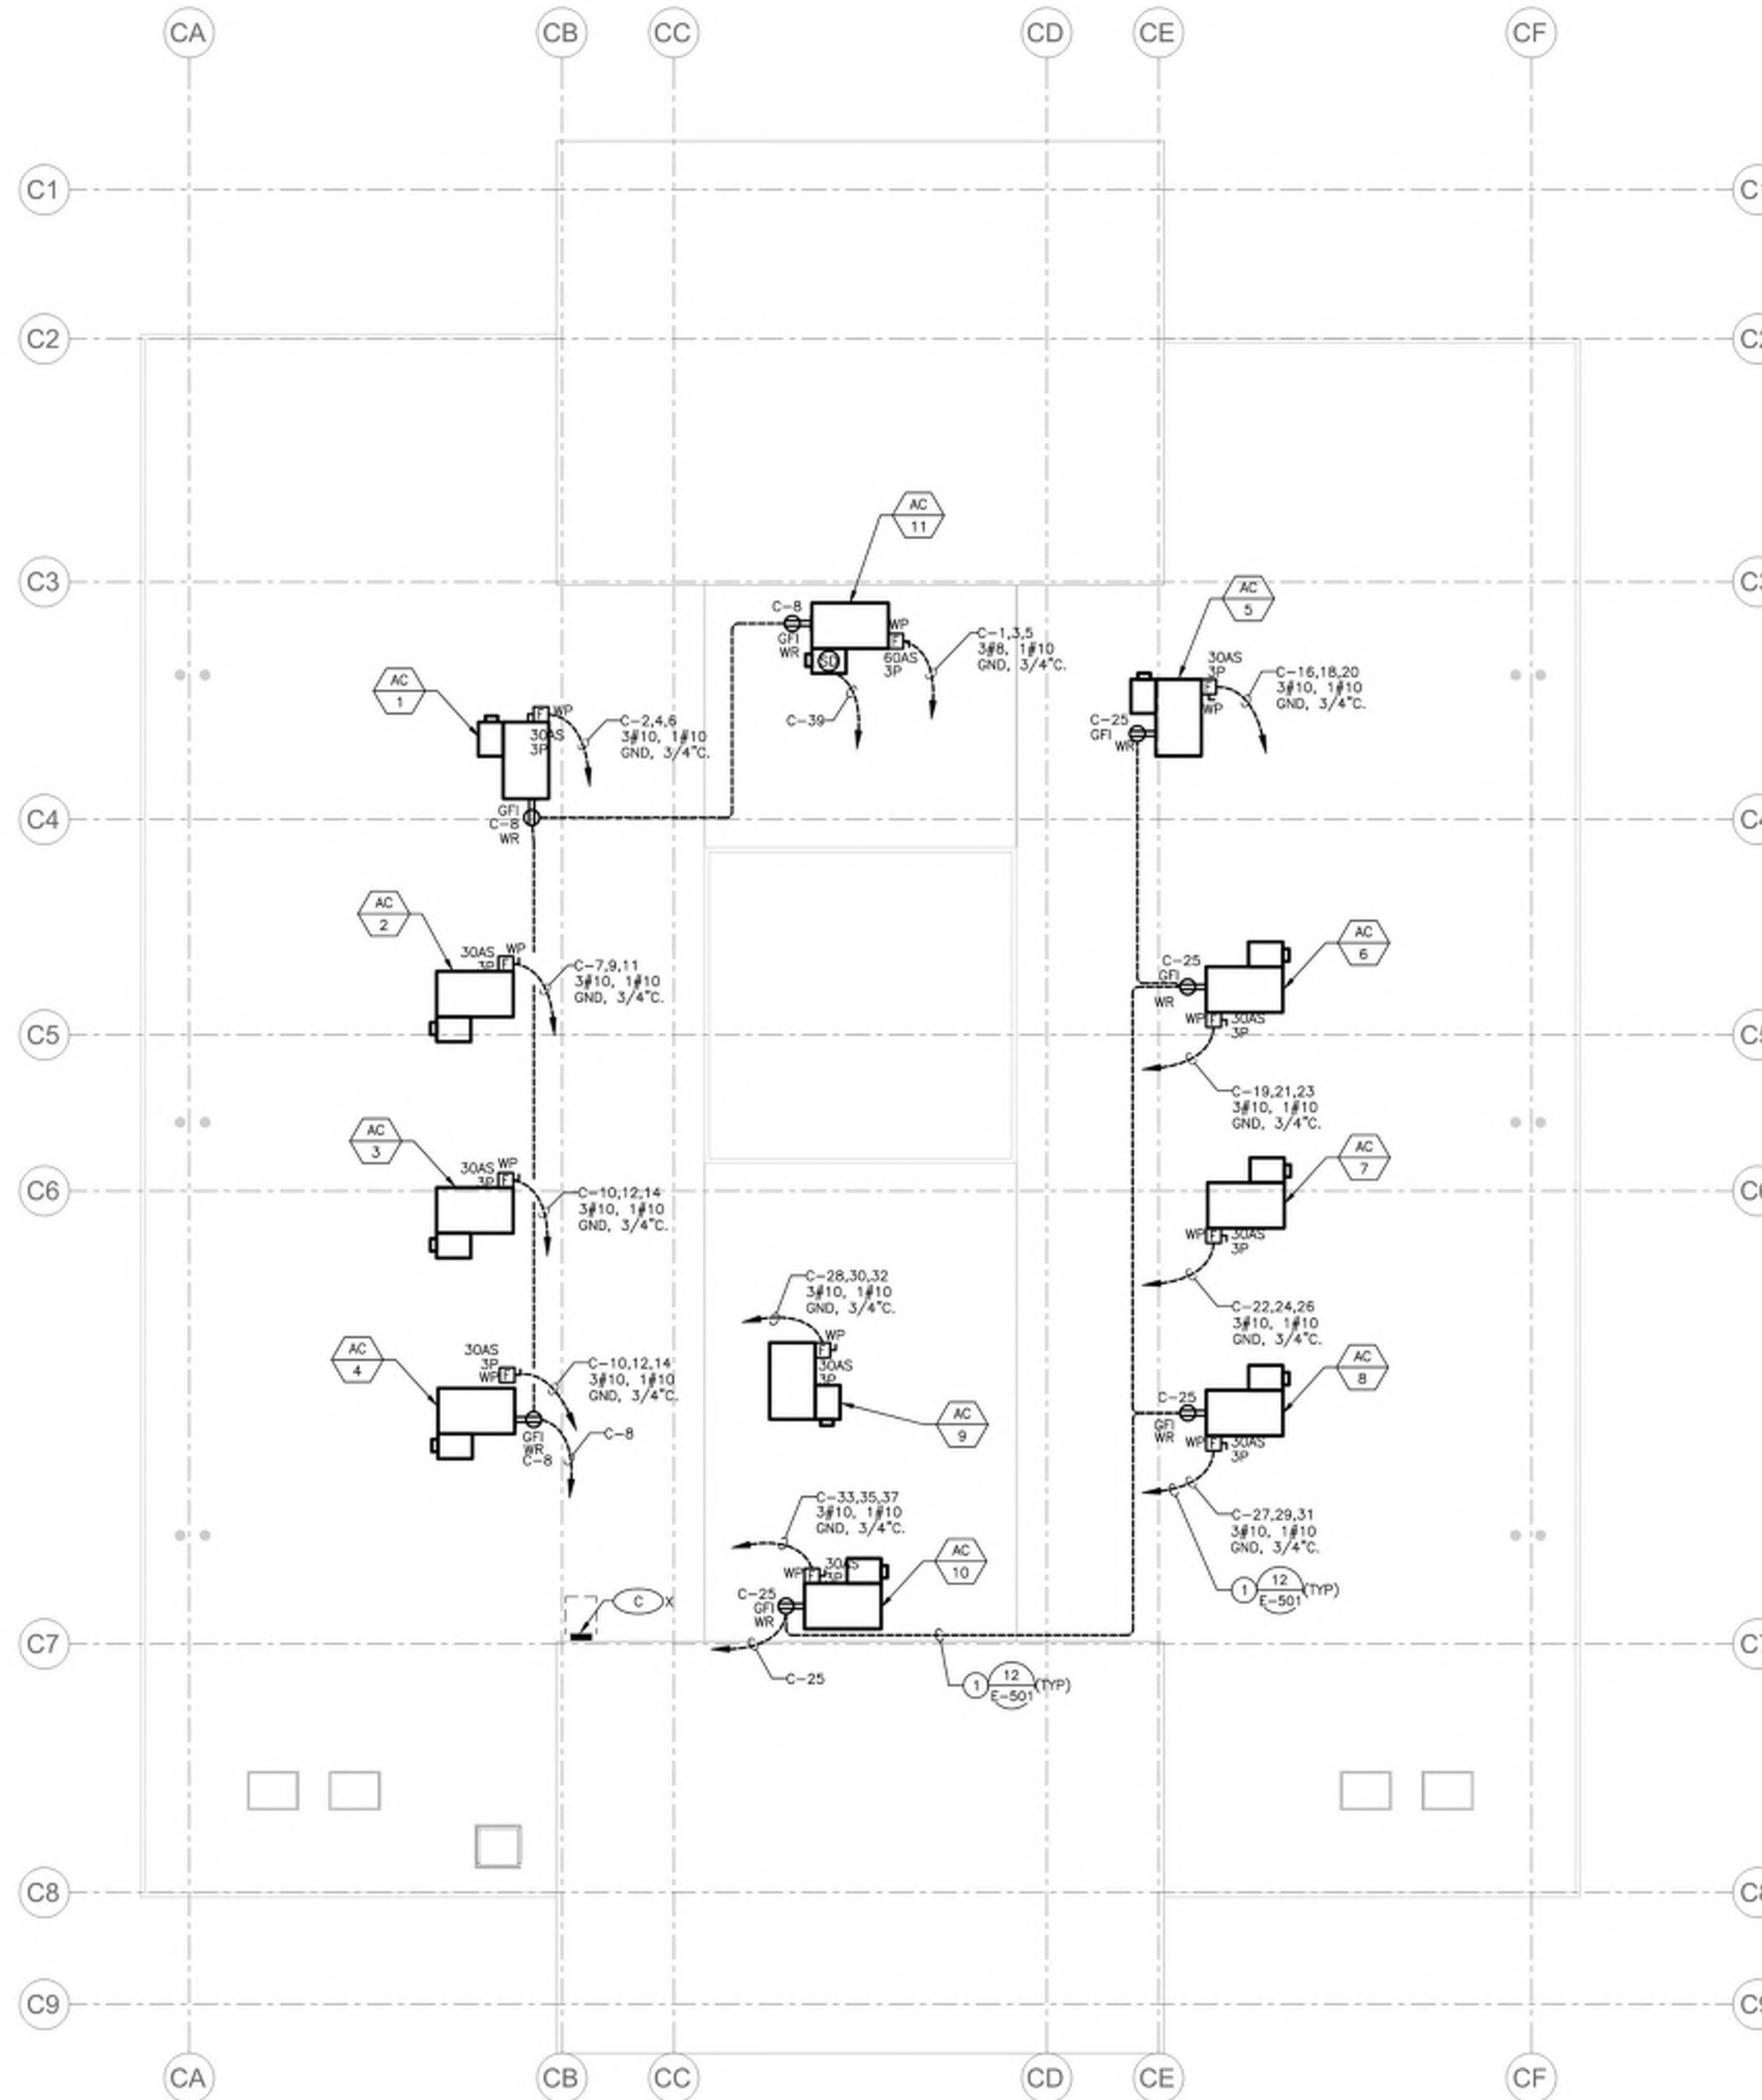 CA
CB
CC
CD
CE
CF
C1
C2
C3
AC
11
AC
5
C-8
GFI
WR
SD
WP
60AS
3P
C-1,3,5
3#8, 1#10
GND, 3/4"C.
C-39
30AS
3P
WP
C-16,18,20
3#10, 1#10
GND, 3/4"C.
C-25
GFI
WR
AC
1
WP
30AS
3P
C-2,4,6
3#10, 1#10
GND, 3/4"C.
C4
GFI
C-8
WR
AC
2
30AS
3P
WP
C-7,9,11
3#10, 1#10
GND, 3/4"C.
AC
6
C-25
GFI
WR
WP
30AS
3P
C5
C-19,21,23
3#10, 1#10
GND, 3/4"C.
AC
3
30AS
3P
WP
C-10,12,14
3#10, 1#10
GND, 3/4"C.
AC
7
C6
WP
30AS
3P
C-22,24,26
3#10, 1#10
GND, 3/4"C.
C-28,30,32
3#10, 1#10
GND, 3/4"C.
WP
30AS
3P
AC
9
AC
4
30AS
3P
WP
C-10,12,14
3#10, 1#10
GND, 3/4"C.
C-8
GFI
WR
C-8
AC
8
C-25
GFI
WR
WP
30AS
3P
C-27,29,31
3#10, 1#10
GND, 3/4"C.
1
12
E-501
(TYP)
C-33,35,37
3#10, 1#10
GND, 3/4"C.
WP
30AS
3P
AC
10
C-25
GFI
WR
C X
C7
C-25
1
12
E-501
(TYP)
C8
C9
CA
CB
CC
CD
CE
CF